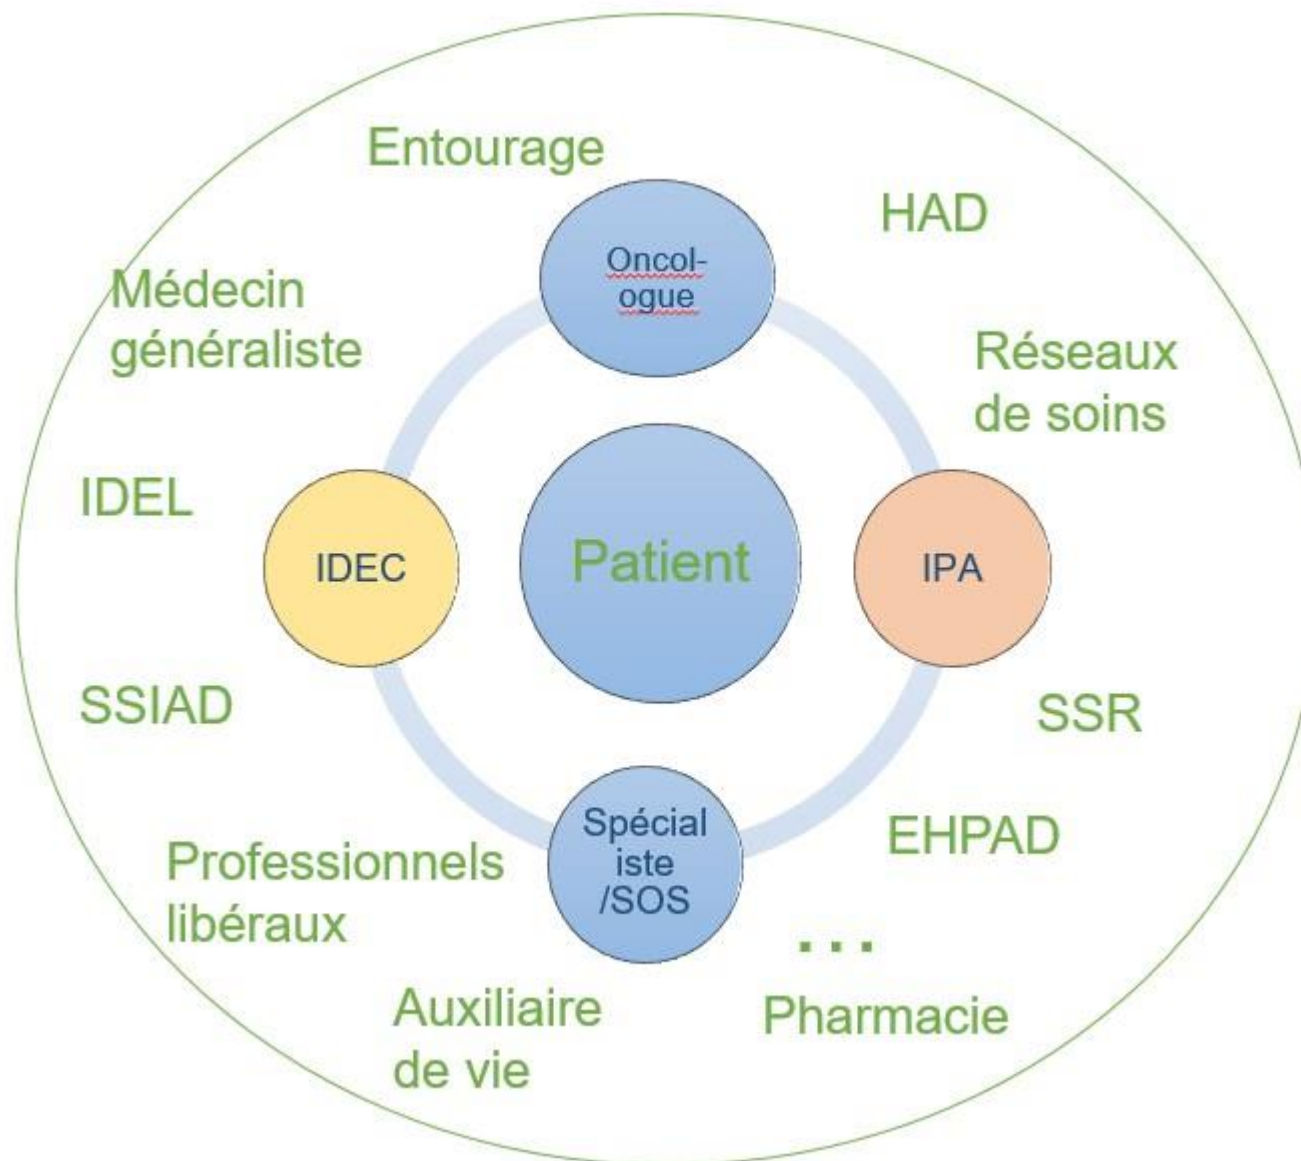 Entourage
HAD
Oncol-
ogue
Médecin
généraliste
Réseaux
de soins
IDEL
IDEC
Patient
IPA
SSIAD
SSR
Spécial
iste
/SOS
EHPAD
Professionnels
libéraux
...
Auxiliaire
de vie
Pharmacie